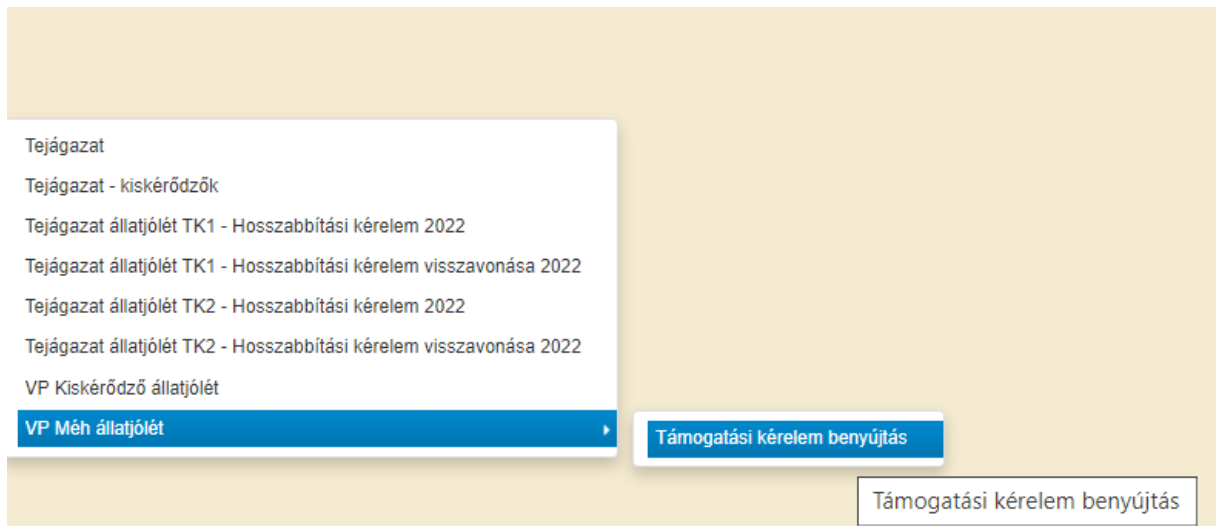 Tejágazat
Tejágazat - kiskérődzők
Tejágazat állatjólét TK1 - Hosszabbítási kérelem 2022
Tejágazat állatjólét TK1 - Hosszabbítási kérelem visszavonása 2022
Tejágazat állatjólét TK2 - Hosszabbítási kérelem 2022
Tejágazat állatjólét TK2 - Hosszabbítási kérelem visszavonása 2022
VP Kiskérődző állatjólét
VP Méh állatjólét
Támogatási kérelem benyújtás
Támogatási kérelem benyújtás